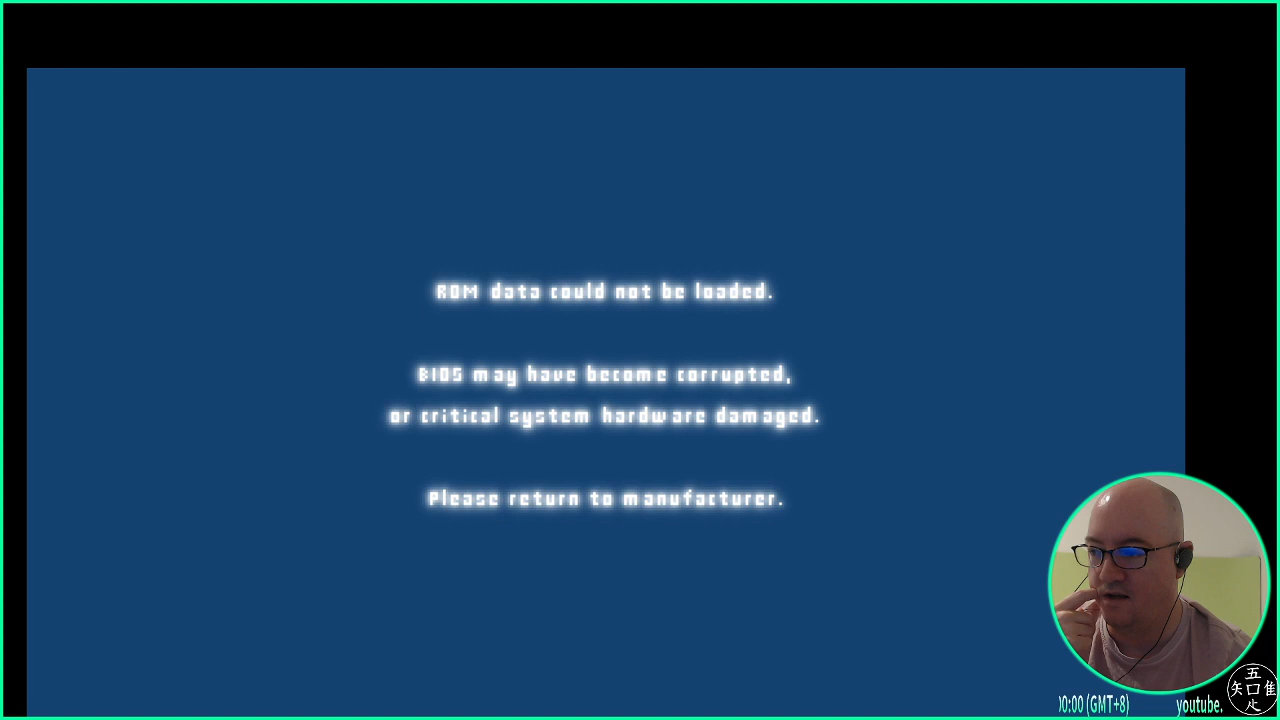 ROM data could not be loaded.
BIOS may have become corrupted,
or critical system hardware damaged.
Please return to manufacturer.
0:00 (GMT+8)
youtube.
五
矢口隹
止